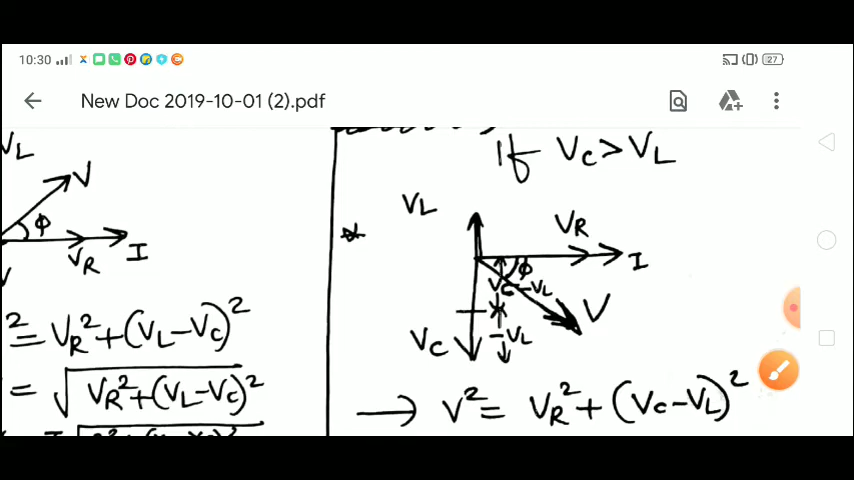 10:30
27
New Doc 2019-10-01 (2).pdf
VL
V
ϕ
VR
I
² = VR² + (VL-VC)²
= √VR² + (VL-VC)²
If VC > VL
* VL
VR
I
ϕ
VC-VL
V
VC
VL
→ V² = VR² + (VC-VL)²